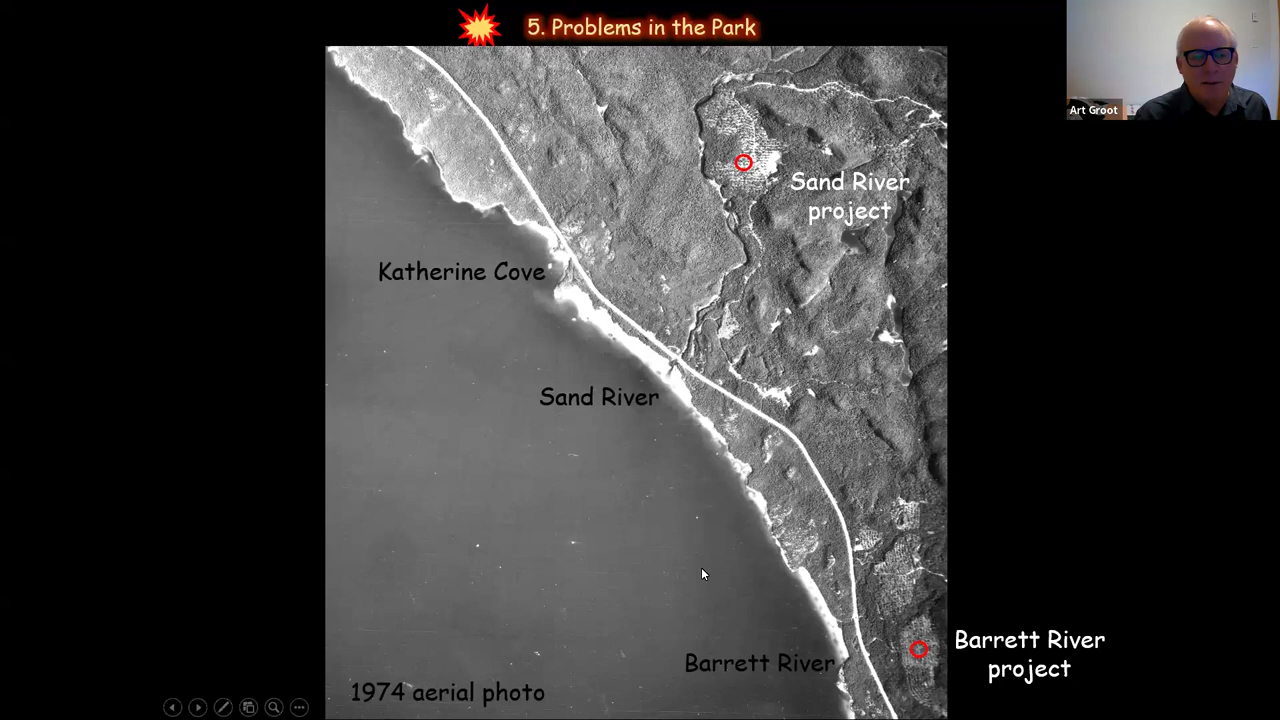 5. Problems in the Park
Art Groot
Sand River
project
Katherine Cove
Sand River
Barrett River
project
Barrett River
1974 aerial photo